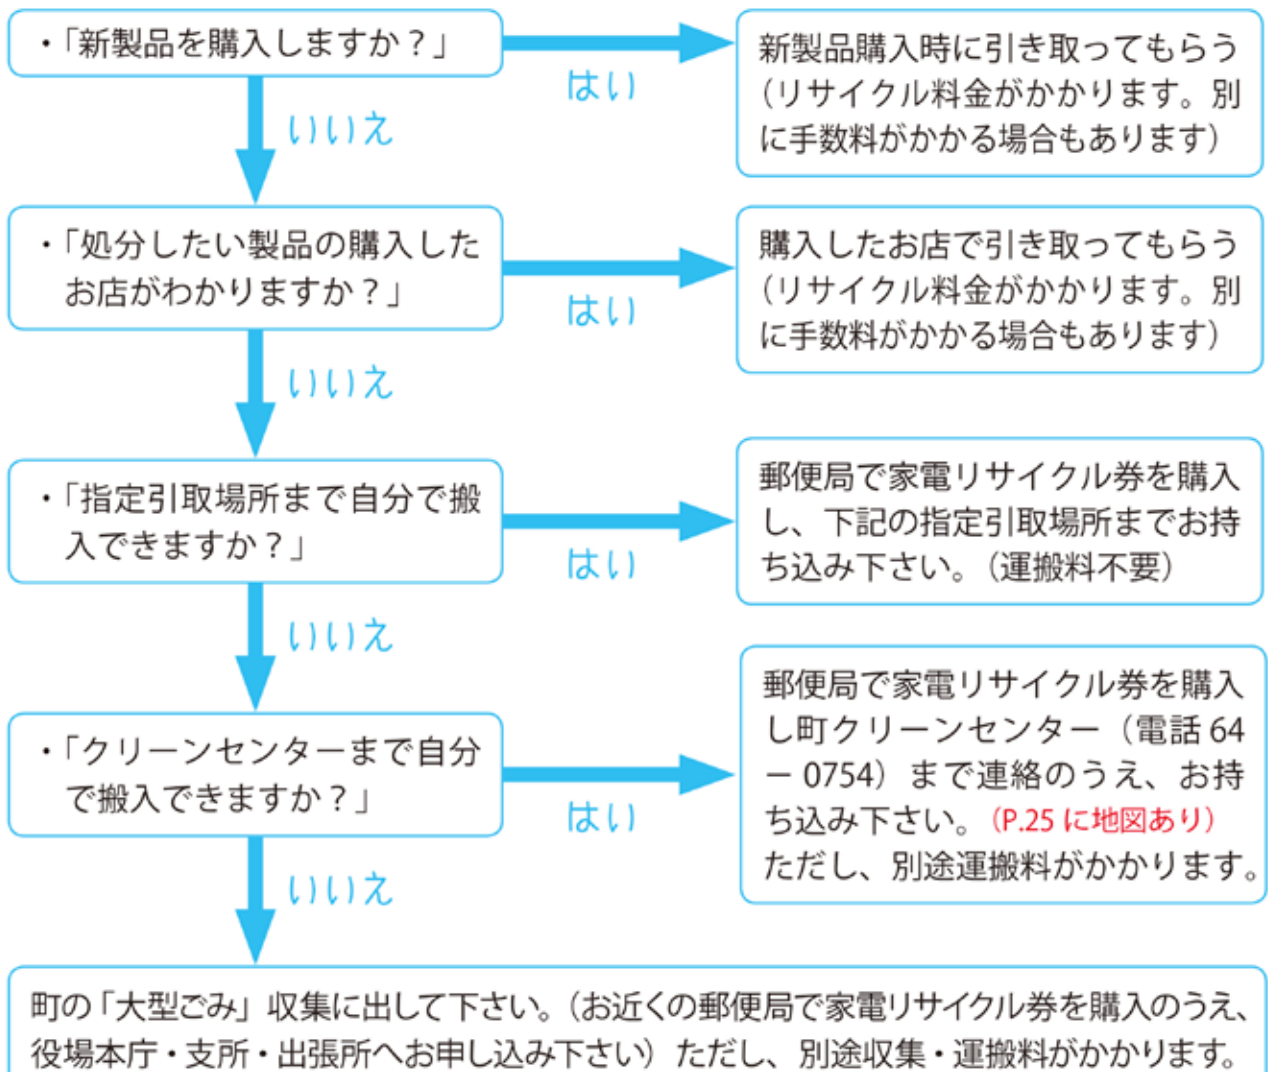 ・「新製品を購入しますか？」
はい
新製品購入時に引き取ってもらう
（リサイクル料金がかかります。別
に手数料がかかる場合もあります）
いいえ
・「処分したい製品の購入した
お店がわかりますか？」
はい
購入したお店で引き取ってもらう
（リサイクル料金がかかります。別
に手数料がかかる場合もあります）
いいえ
・「指定引取場所まで自分で搬
入できますか？」
はい
郵便局で家電リサイクル券を購入
し、下記の指定引取場所までお持
ち込み下さい。（運搬料不要）
いいえ
・「クリーンセンターまで自分
で搬入できますか？」
はい
郵便局で家電リサイクル券を購入
し町クリーンセンター（電話 64
－ 0754）まで連絡のうえ、お持
ち込み下さい。（P.25 に地図あり）
ただし、別途運搬料がかかります。
いいえ
町の「大型ごみ」収集に出して下さい。（お近くの郵便局で家電リサイクル券を購入のうえ、
役場本庁・支所・出張所へお申し込み下さい）ただし、別途収集・運搬料がかかります。